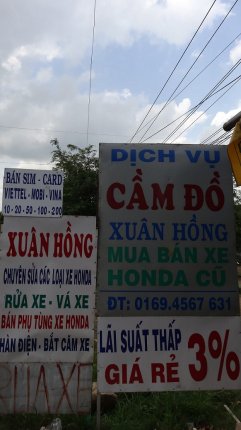 BÁN SIM - CARD
VIETTEL - MOBI - VINA
10 - 20 - 50 - 100 - 200
XUÂN HỒNG
CHUYÊN SỬA CÁC LOẠI XE HONDA
RỬA XE - VÁ XE
BÁN PHỤ TÙNG XE HONDA
HÀN ĐIỆN - BẤT CẦM XE
DỊCH VỤ
CẦM ĐỒ
XUÂN HỒNG
MUA BÁN XE
HONDA CŨ
ĐT: 0169.4567 631
LÃI SUẤT THẤP
GIÁ RẺ 3%